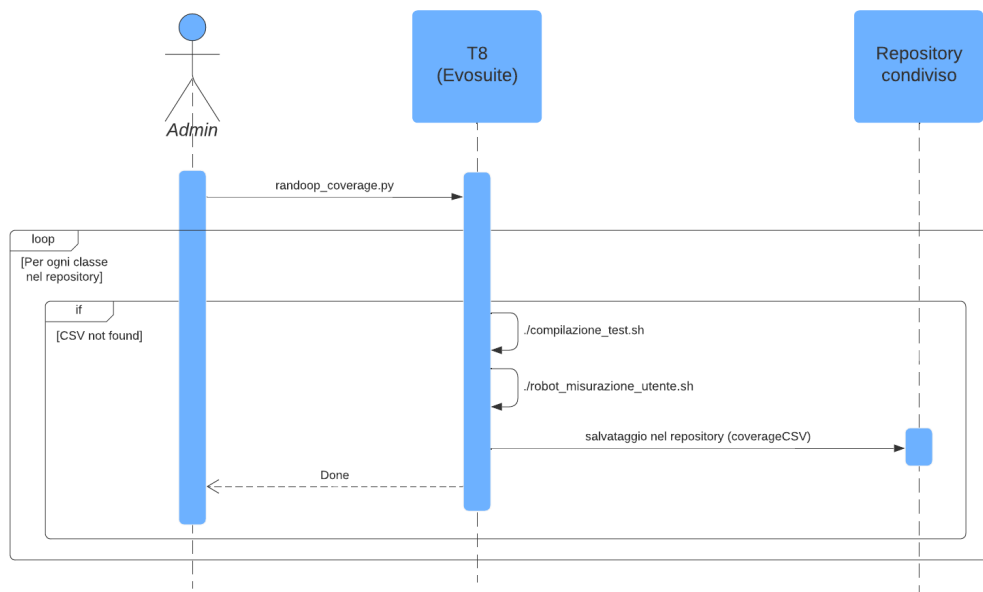 T8
(Evosuite)
Repository
condiviso
Admin
randoop_coverage.py
loop
[Per ogni classe
nel repository]
if
[CSV not found]
./compilazione_test.sh
./robot_misurazione_utente.sh
salvataggio nel repository (coverageCSV)
Done